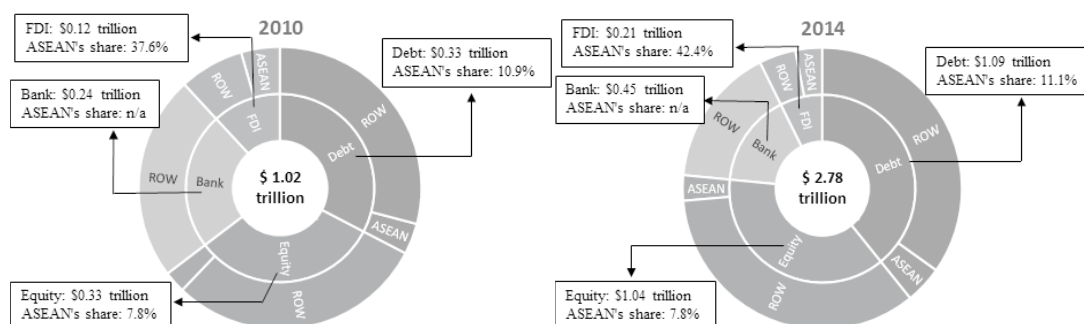 2010
FDI: $0.12 trillion
ASEAN's share: 37.6%
Debt: $0.33 trillion
ASEAN's share: 10.9%
Bank: $0.24 trillion
ASEAN's share: n/a
Equity: $0.33 trillion
ASEAN's share: 7.8%
ROW
ASEAN
FDI
ROW
Debt
ROW
Bank
$ 1.02
trillion
ASEAN
Equity
ROW
2014
FDI: $0.21 trillion
ASEAN's share: 42.4%
Debt: $1.09 trillion
ASEAN's share: 11.1%
Bank: $0.45 trillion
ASEAN's share: n/a
Equity: $1.04 trillion
ASEAN's share: 7.8%
ROW
ASEAN
FDI
ROW
Bank
ROW
Debt
ASEAN
$ 2.78
trillion
Equity
ASEAN
ROW